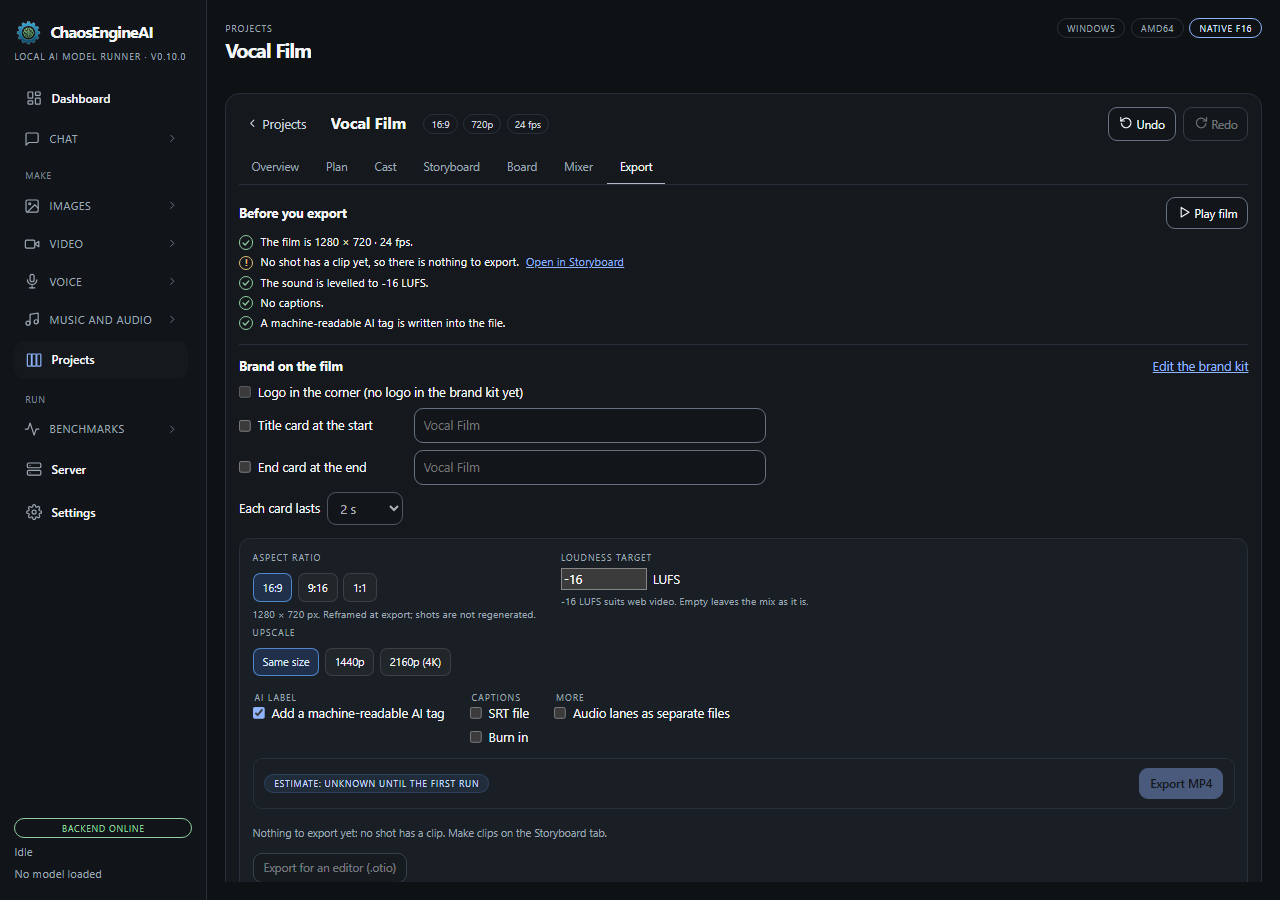 ChaosEngineAI
LOCAL AI MODEL RUNNER · V0.10.0
Dashboard
CHAT
MAKE
IMAGES
VIDEO
VOICE
MUSIC AND AUDIO
Projects
RUN
BENCHMARKS
Server
Settings
BACKEND ONLINE
Idle
No model loaded
PROJECTS
Vocal Film
WINDOWS
AMD64
NATIVE F16
Projects
Vocal Film
16:9
720p
24 fps
Undo
Redo
Overview
Plan
Cast
Storyboard
Board
Mixer
Export
Before you export
Play film
The film is 1280 × 720 · 24 fps.
No shot has a clip yet, so there is nothing to export. Open in Storyboard
The sound is levelled to -16 LUFS.
No captions.
A machine-readable AI tag is written into the file.
Brand on the film
Edit the brand kit
Logo in the corner (no logo in the brand kit yet)
Title card at the start
Vocal Film
End card at the end
Vocal Film
Each card lasts
2 s
ASPECT RATIO
16:9
9:16
1:1
1280 × 720 px. Reframed at export; shots are not regenerated.
LOUDNESS TARGET
-16
LUFS
-16 LUFS suits web video. Empty leaves the mix as it is.
UPSCALE
Same size
1440p
2160p (4K)
AI LABEL
Add a machine-readable AI tag
CAPTIONS
SRT file
Burn in
MORE
Audio lanes as separate files
ESTIMATE: UNKNOWN UNTIL THE FIRST RUN
Export MP4
Nothing to export yet: no shot has a clip. Make clips on the Storyboard tab.
Export for an editor (.otio)